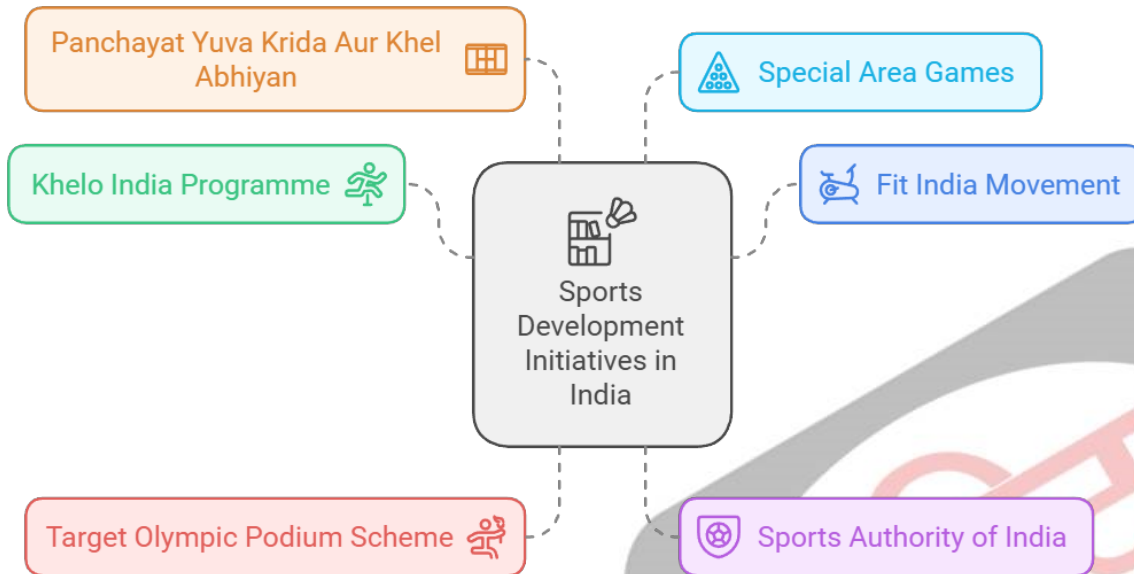 Panchayat Yuva Krida Aur Khel
Abhiyan
Special Area Games
Khelo India Programme
Fit India Movement
Sports
Development
Initiatives in
India
Target Olympic Podium Scheme
Sports Authority of India